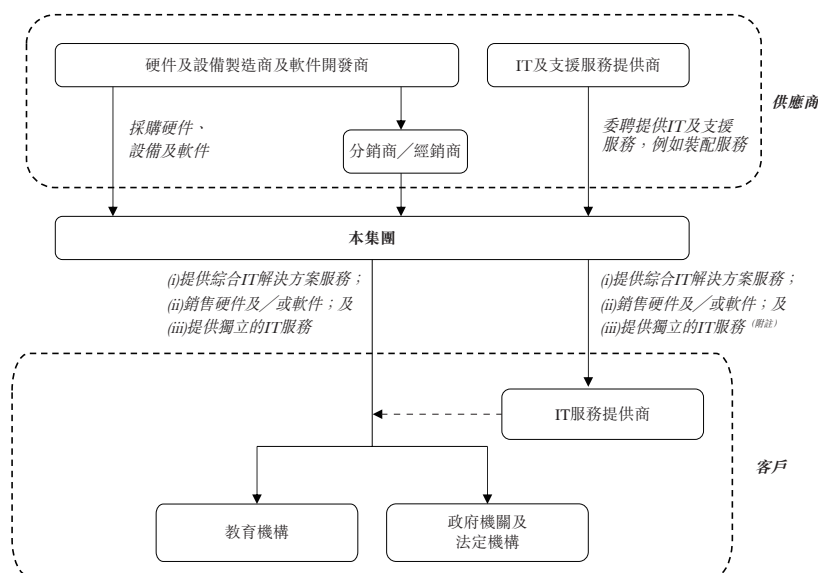 硬件及設備製造商及軟件開發商
IT及支援服務提供商
供應商
採購硬件、
設備及軟件
分銷商／經銷商
委聘提供IT及支援
服務，例如裝配服務
本集團
(i)提供綜合IT解決方案服務；
(ii)銷售硬件及／或軟件；及
(iii)提供獨立的IT服務
(i)提供綜合IT解決方案服務；
(ii)銷售硬件及／或軟件；及
(iii)提供獨立的IT服務（附註）
IT服務提供商
客戶
教育機構
政府機關及
法定機構